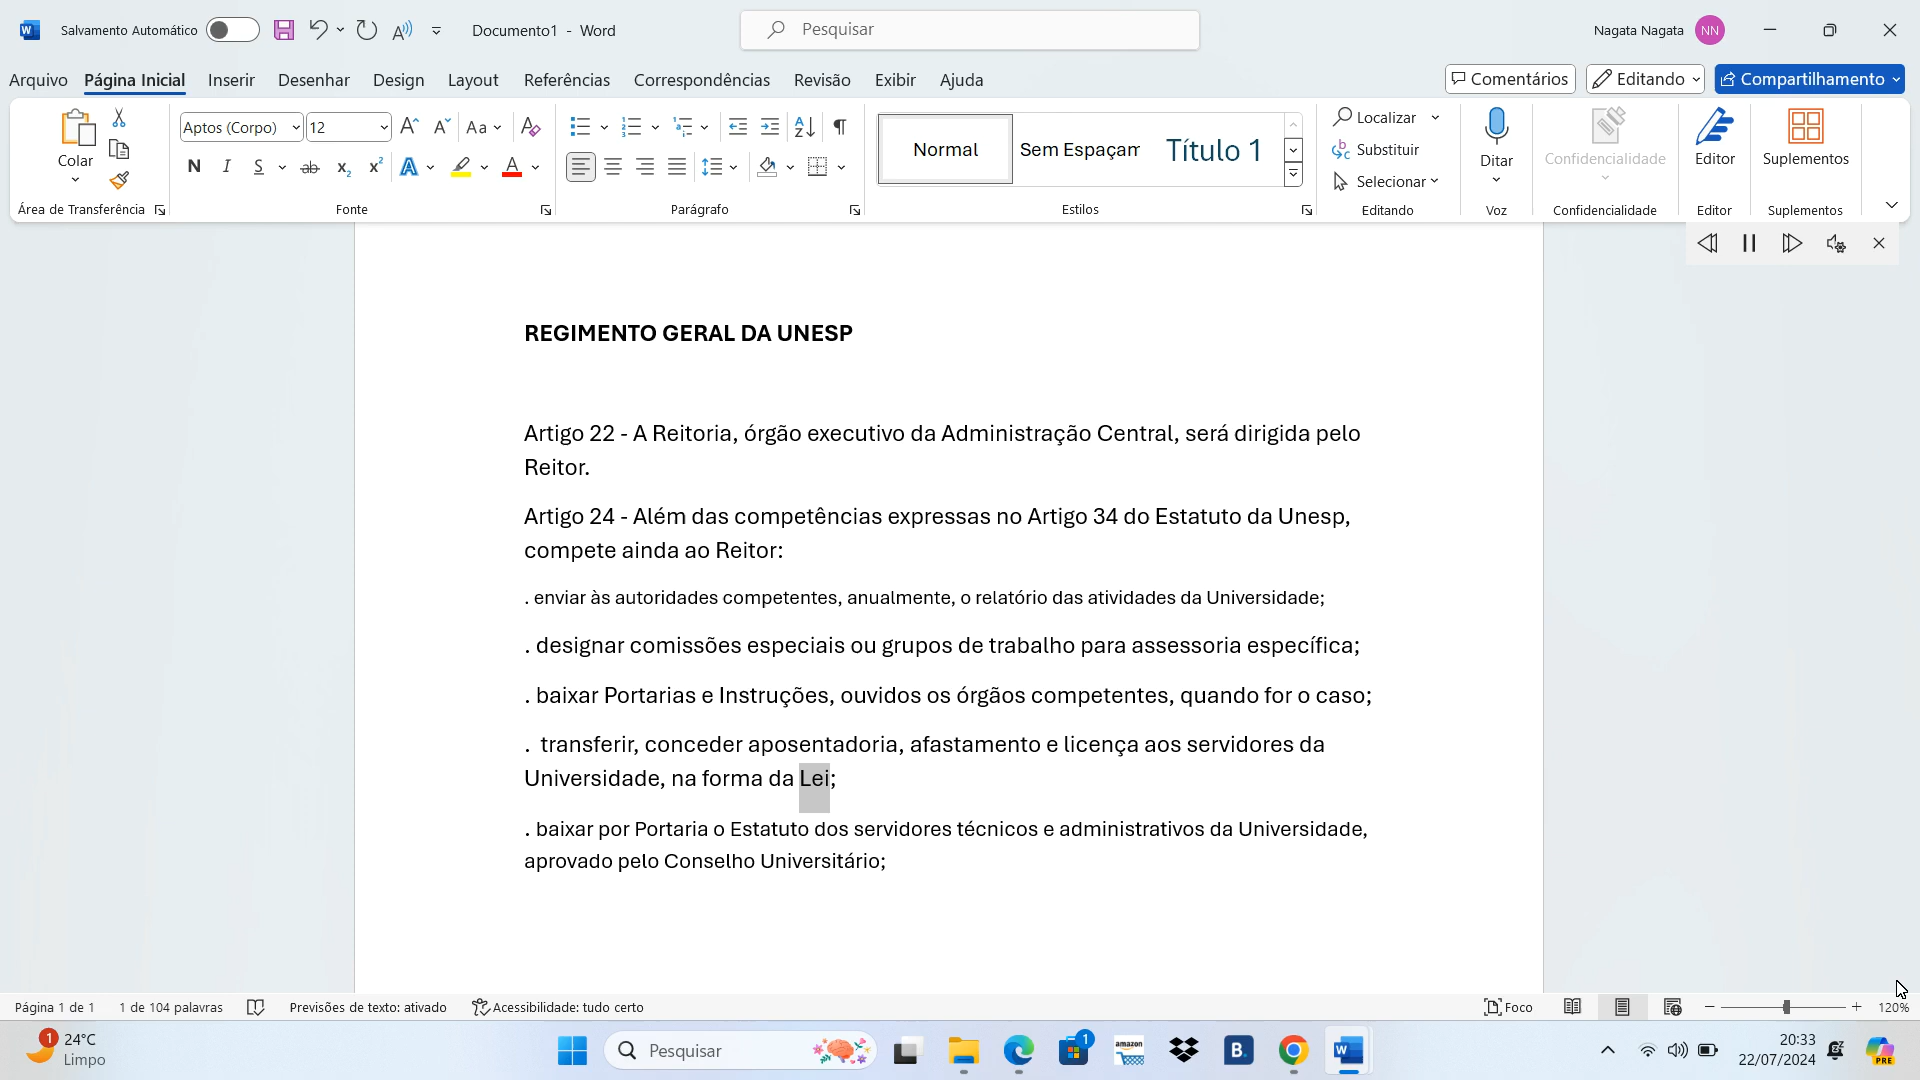 Salvamento Automático
Documento1 - Word
Pesquisar
Nagata Nagata
NN
Arquivo Página Inicial Inserir Desenhar Design Layout Referências Correspondências Revisão Exibir Ajuda
Comentários
Editando
Compartilhamento
Colar
Área de Transferência
Aptos (Corpo)
12
Aa
N I S ab x₂ x² A A
Fonte
Parágrafo
Normal
Sem Espaçam
Título 1
Estilos
Localizar
Substituir
Selecionar
Editando
Ditar
Voz
Confidencialidade
Confidencialidade
Editor
Editor
Suplementos
Suplementos
REGIMENTO GERAL DA UNESP
Artigo 22 - A Reitoria, órgão executivo da Administração Central, será dirigida pelo
Reitor.
Artigo 24 - Além das competências expressas no Artigo 34 do Estatuto da Unesp,
compete ainda ao Reitor:
. enviar às autoridades competentes, anualmente, o relatório das atividades da Universidade;
. designar comissões especiais ou grupos de trabalho para assessoria específica;
. baixar Portarias e Instruções, ouvidos os órgãos competentes, quando for o caso;
. transferir, conceder aposentadoria, afastamento e licença aos servidores da
Universidade, na forma da Lei;
. baixar por Portaria o Estatuto dos servidores técnicos e administrativos da Universidade,
aprovado pelo Conselho Universitário;
Página 1 de 1
1 de 104 palavras
Previsões de texto: ativado
Acessibilidade: tudo certo
Foco
120%
1
24°C
Limpo
Pesquisar
1
amazon
B.
W
20:33
22/07/2024
PRE